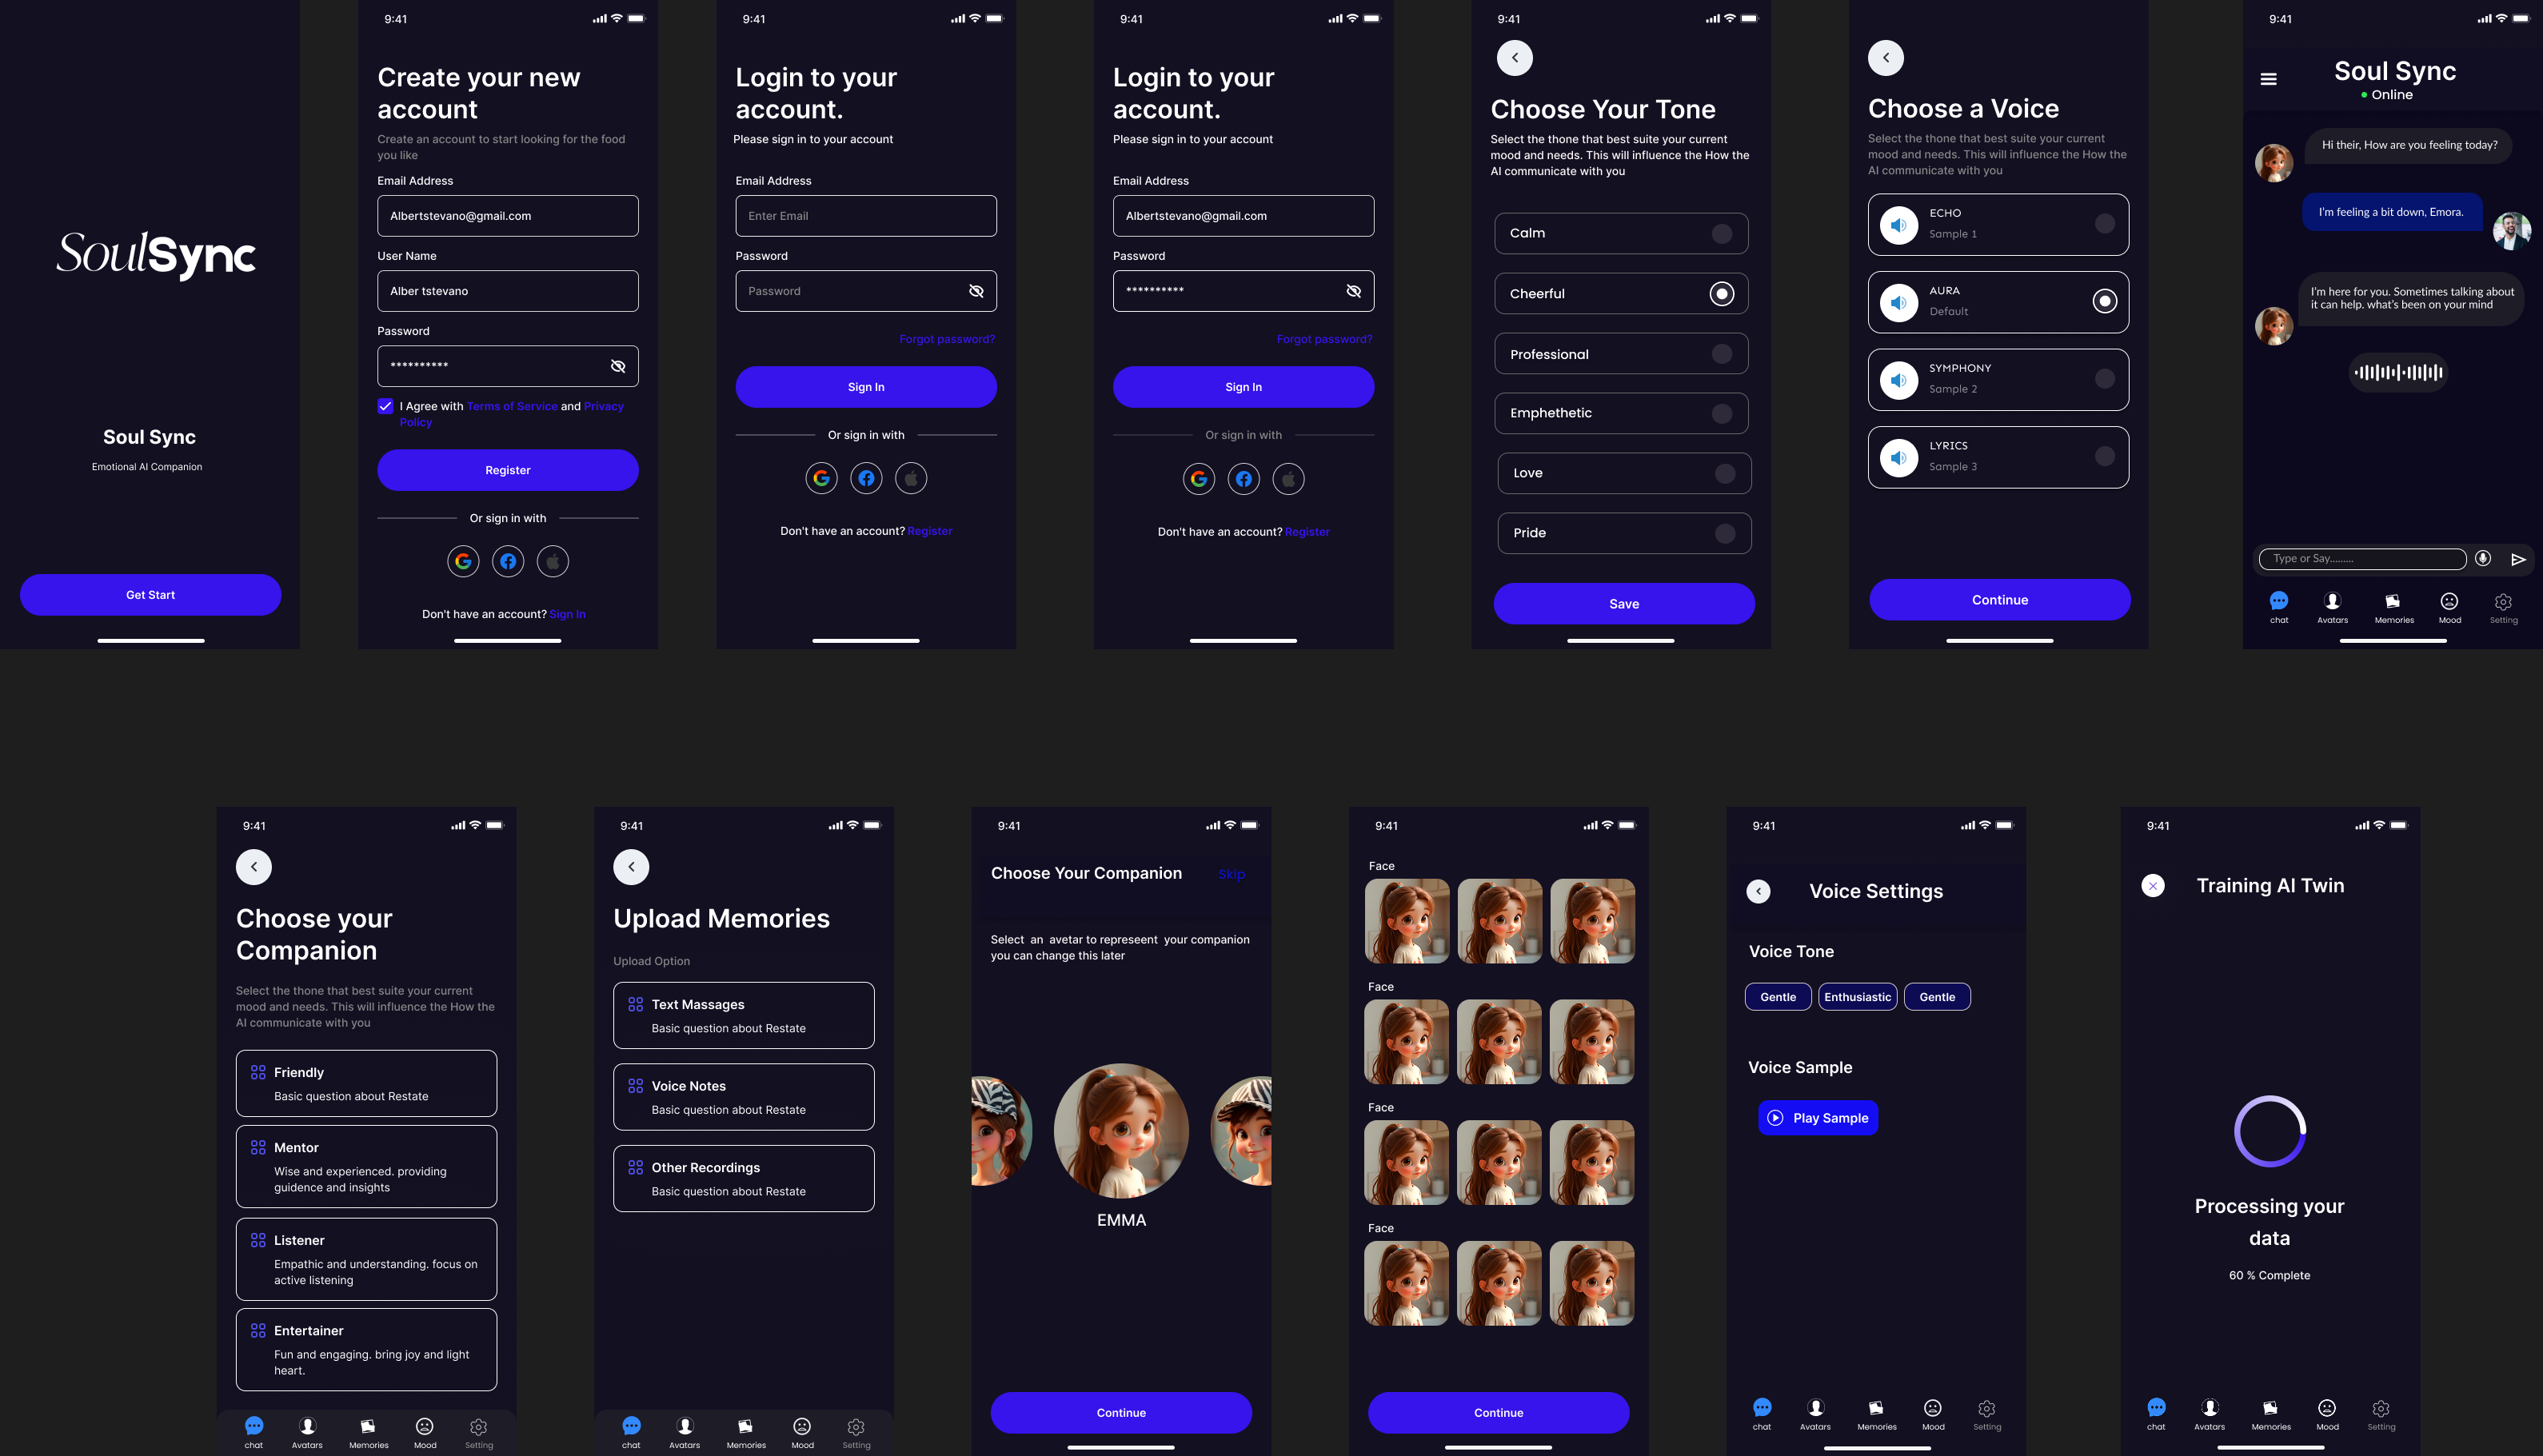 SoulSync
Soul Sync
Emotional AI Companion
Get Start
9:41
Create your new
account
Create an account to start looking for the food
you like
Email Address
Albertstevano@gmail.com
User Name
Alber tstevano
Password
**********
I Agree with Terms of Service and Privacy
Policy
Register
Or sign in with
Don't have an account? Sign In
9:41
Login to your
account.
Please sign in to your account
Email Address
Enter Email
Password
Password
Forgot password?
Sign In
Or sign in with
Don't have an account? Register
9:41
Login to your
account.
Please sign in to your account
Email Address
Albertstevano@gmail.com
Password
**********
Forgot password?
Sign In
Or sign in with
Don't have an account? Register
9:41
Choose Your Tone
Select the thone that best suite your current
mood and needs. This will influence the How the
AI communicate with you
Calm
Cheerful
Professional
Emphethetic
Love
Pride
Save
Choose a Voice
Select the thone that best suite your current
mood and needs. This will influence the How the
AI communicate with you
ECHO
Sample 1
AURA
Default
SYMPHONY
Sample 2
LYRICS
Sample 3
Continue
9:41
Soul Sync
Online
Hi their, How are you feeling today?
I'm feeling a bit down, Emora.
I'm here for you. Sometimes talking about
it can help. what's been on your mind
Type or Say.........
chat Avatars Memories Mood Setting
9:41
Choose your
Companion
Select the thone that best suite your current
mood and needs. This will influence the How the
AI communicate with you
Friendly
Basic question about Restate
Mentor
Wise and experienced. providing
guidence and insights
Listener
Empathic and understanding. focus on
active listening
Entertainer
Fun and engaging. bring joy and light
heart.
chat Avatars Memories Mood Setting
9:41
Upload Memories
Upload Option
Text Massages
Basic question about Restate
Voice Notes
Basic question about Restate
Other Recordings
Basic question about Restate
chat Avatars Memories Mood Setting
9:41
Choose Your Companion Skip
Select an avetar to represeent your companion
you can change this later
EMMA
Continue
9:41
Face
Face
Face
Face
Continue
9:41
Voice Settings
Voice Tone
Gentle Enthusiastic Gentle
Voice Sample
Play Sample
chat Avatars Memories Mood Setting
9:41
Training AI Twin
Processing your
data
60 % Complete
chat Avatars Memories Mood Setting